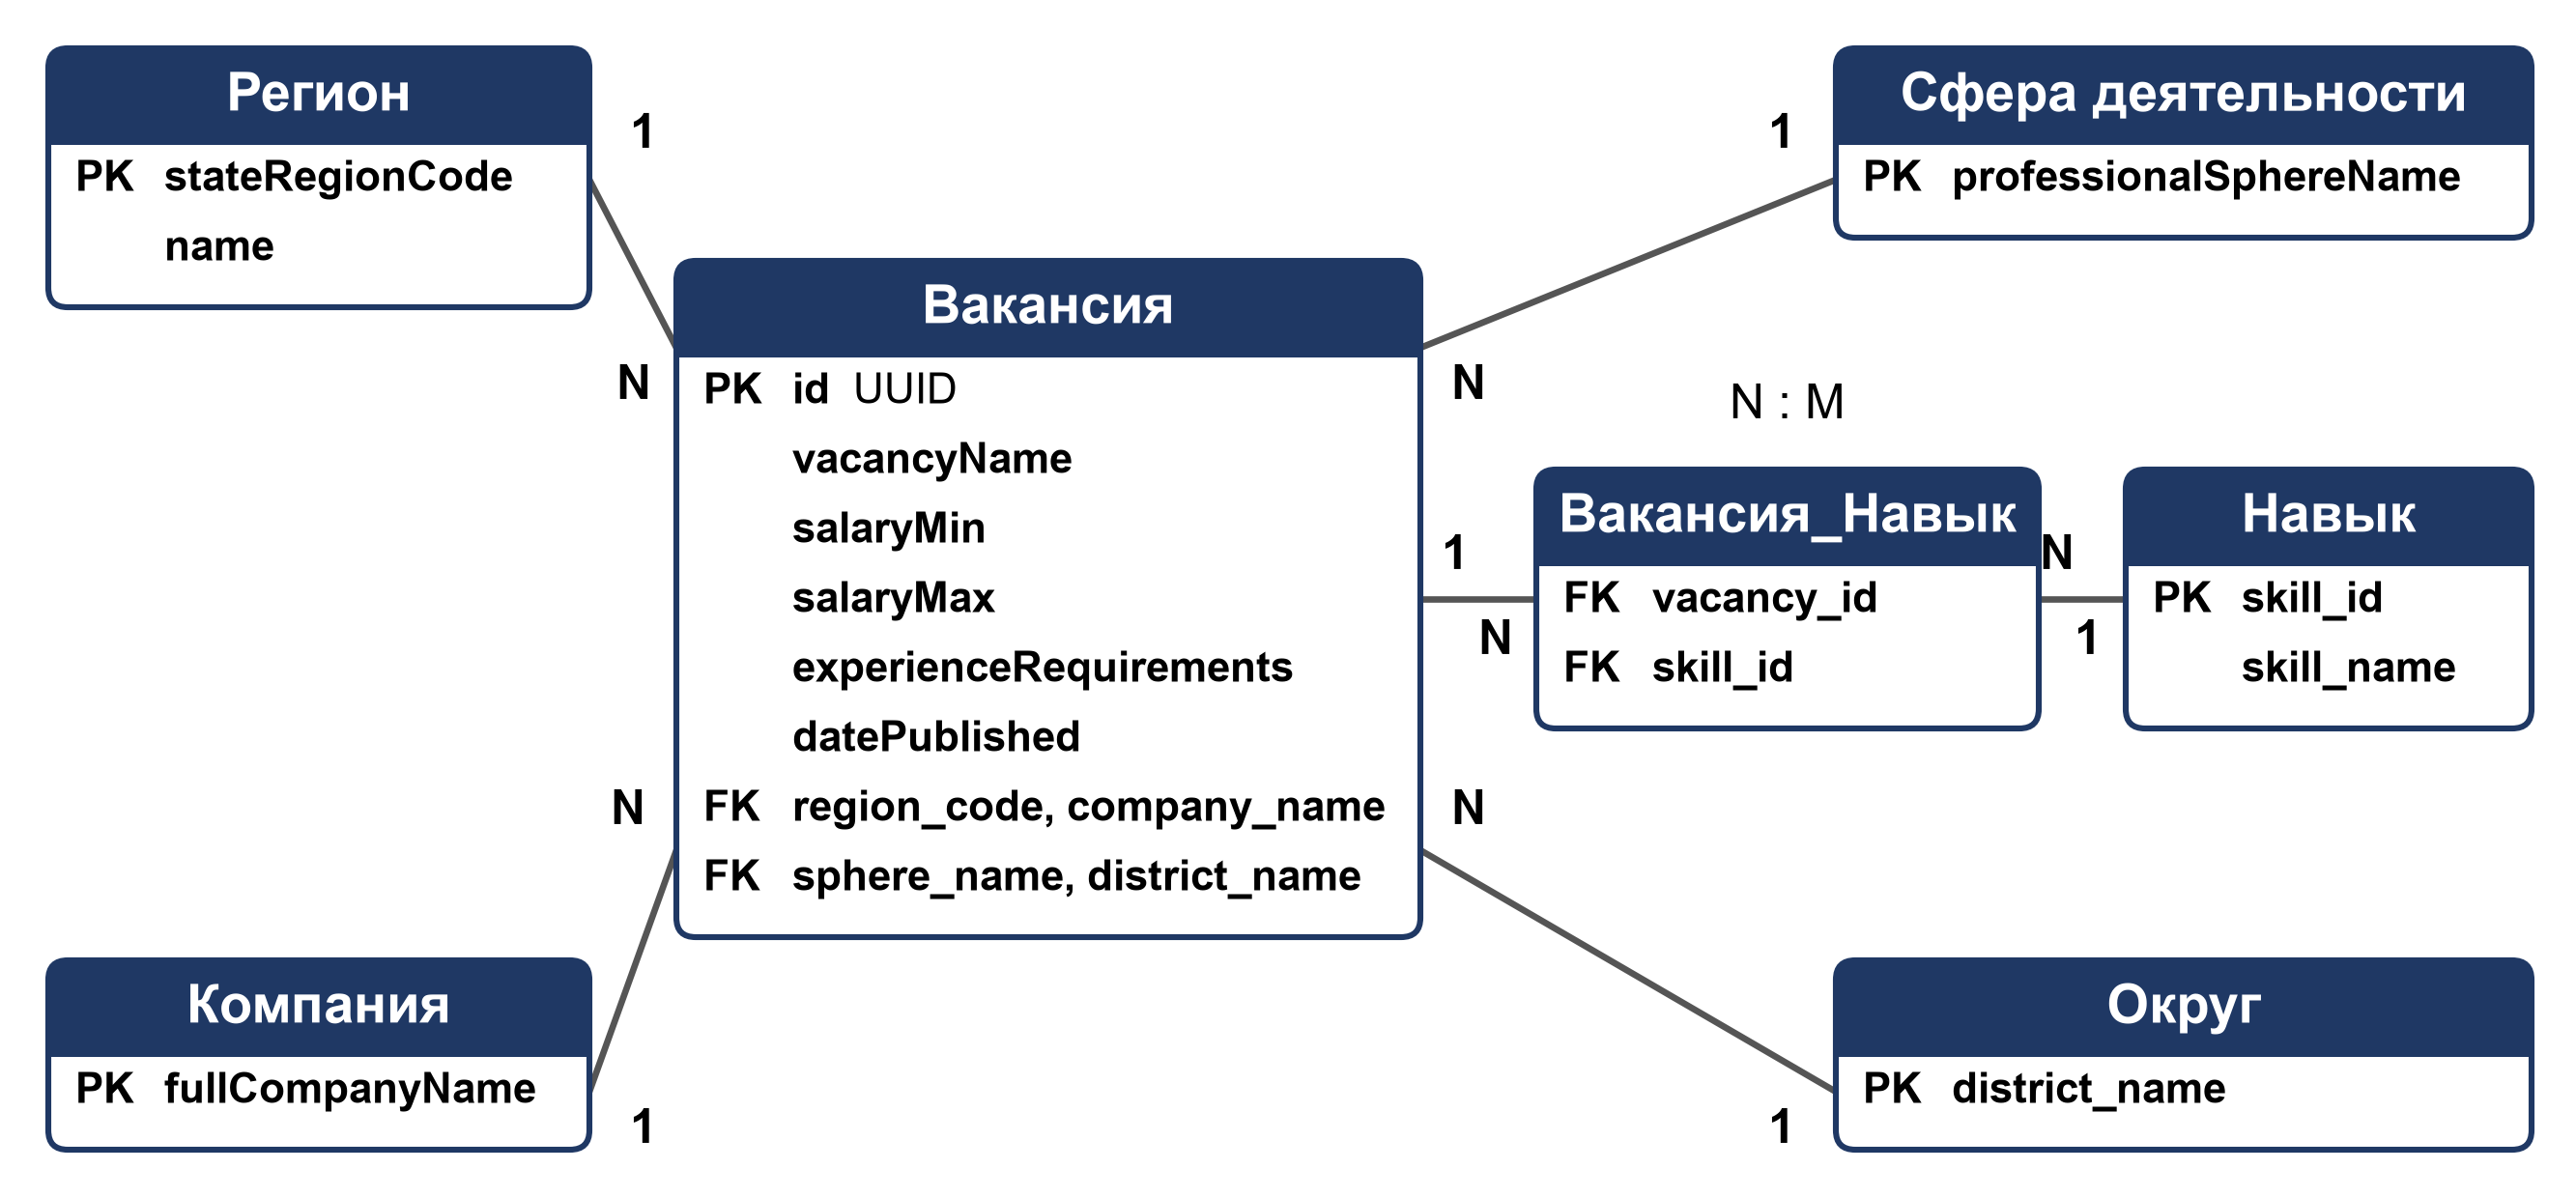 Регион
PK stateRegionCode
name
1
N
Сфера деятельности
PK professionalSphereName
1
N
Вакансия
PK id UUID
vacancyName
salaryMin
salaryMax
experienceRequirements
datePublished
FK region_code, company_name
FK sphere_name, district_name
N : M
1
N
Вакансия_Навык
FK vacancy_id
FK skill_id
N
1
Навык
PK skill_id
skill_name
N
1
Компания
PK fullCompanyName
N
1
Округ
PK district_name